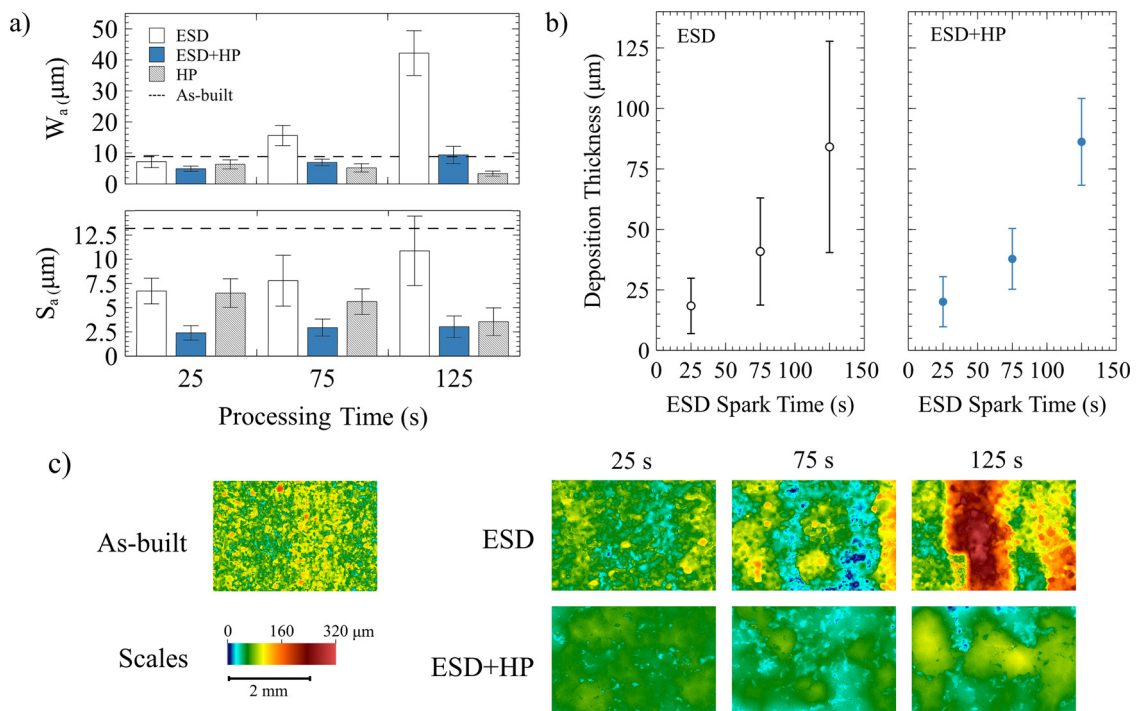 a)
50
40
30
20
10
0
Wa (μm)
ESD
ESD+HP
HP
As-built
12.5
10
7.5
5
2.5
0
Sa (μm)
25 75 125
Processing Time (s)
b)
ESD
ESD+HP
125
100
75
50
25
0
Deposition Thickness (μm)
0 25 50 75 100 125 150
0 25 50 75 100 125 150
ESD Spark Time (s)
ESD Spark Time (s)
c)
25 s 75 s 125 s
As-built
ESD
0 160 320 μm
Scales
2 mm
ESD+HP